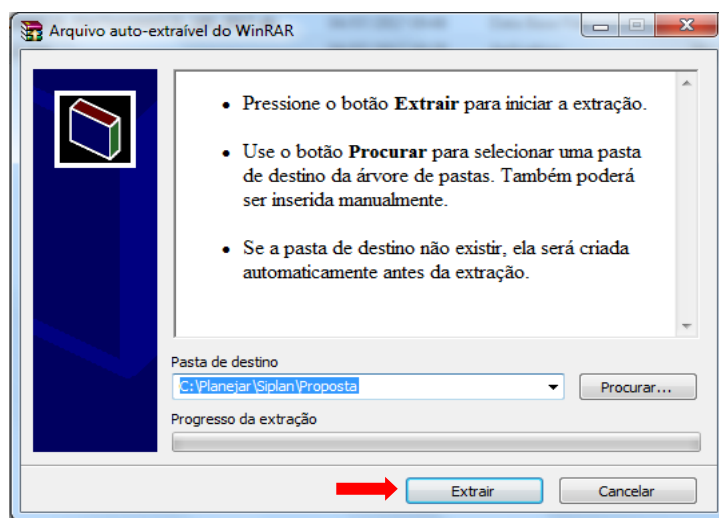 Arquivo auto-extraível do WinRAR
• Pressione o botão Extrair para iniciar a extração.
• Use o botão Procurar para selecionar uma pasta
de destino da árvore de pastas. Também poderá
ser inserida manualmente.
• Se a pasta de destino não existir, ela será criada
automaticamente antes da extração.
Pasta de destino
C:\Planejar\Siplan\Proposta
Procurar...
Progresso da extração
Extrair
Cancelar